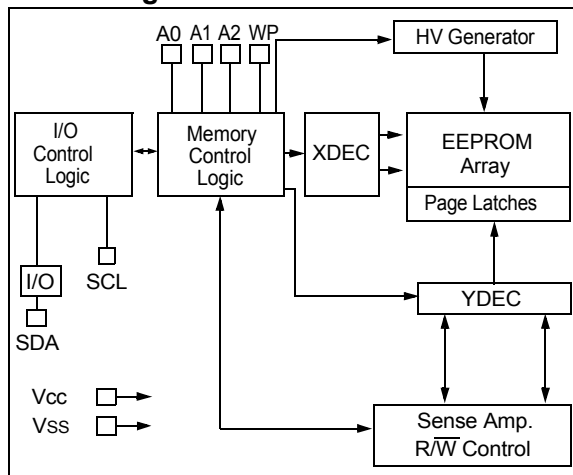 A0 A1 A2 WP
HV Generator
I/O
Control
Logic
Memory
Control
Logic
XDEC
EEPROM
Array
Page Latches
I/O
SCL
SDA
YDEC
Vcc
Vss
Sense Amp.
R/W̅ Control